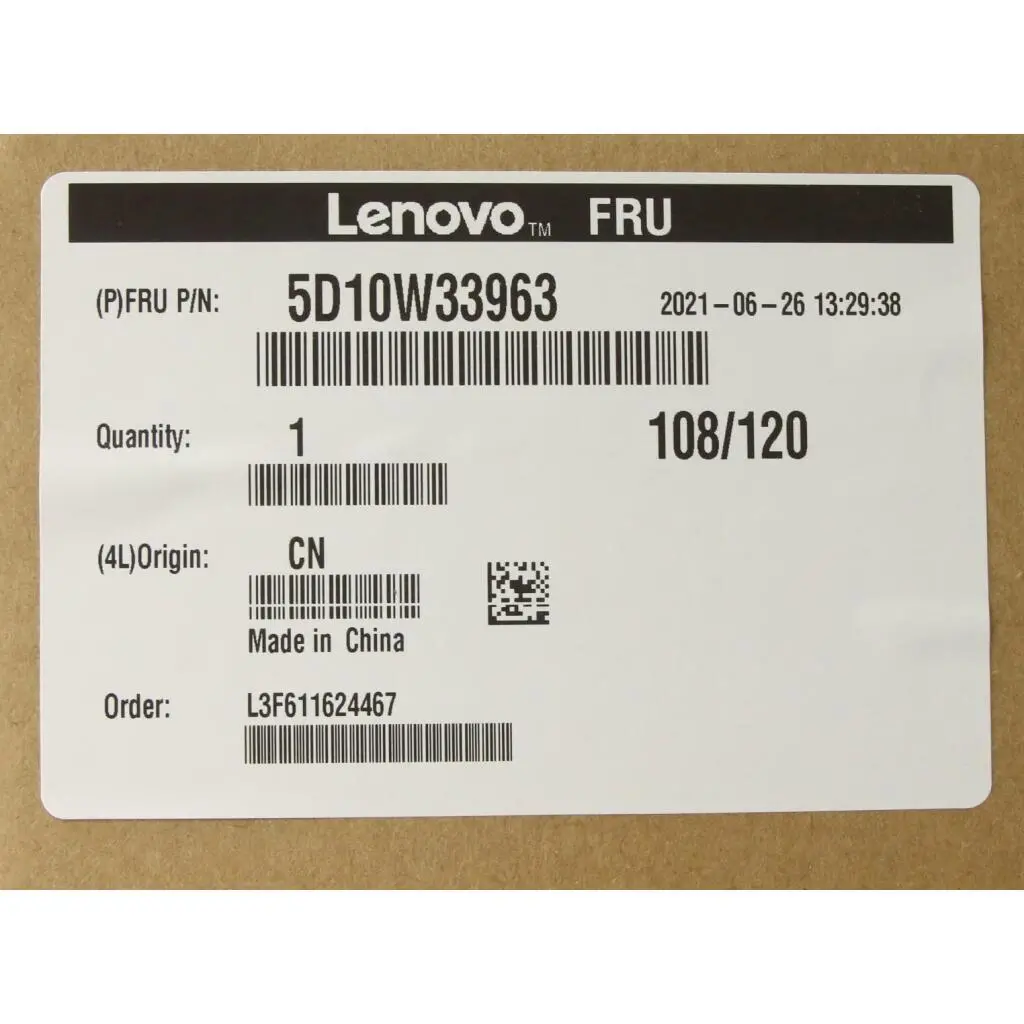 Lenovo™ FRU
(P)FRU P/N: 5D10W33963 2021-06-26 13:29:38
Quantity: 1 108/120
(4L)Origin: CN
Made in China
Order: L3F611624467